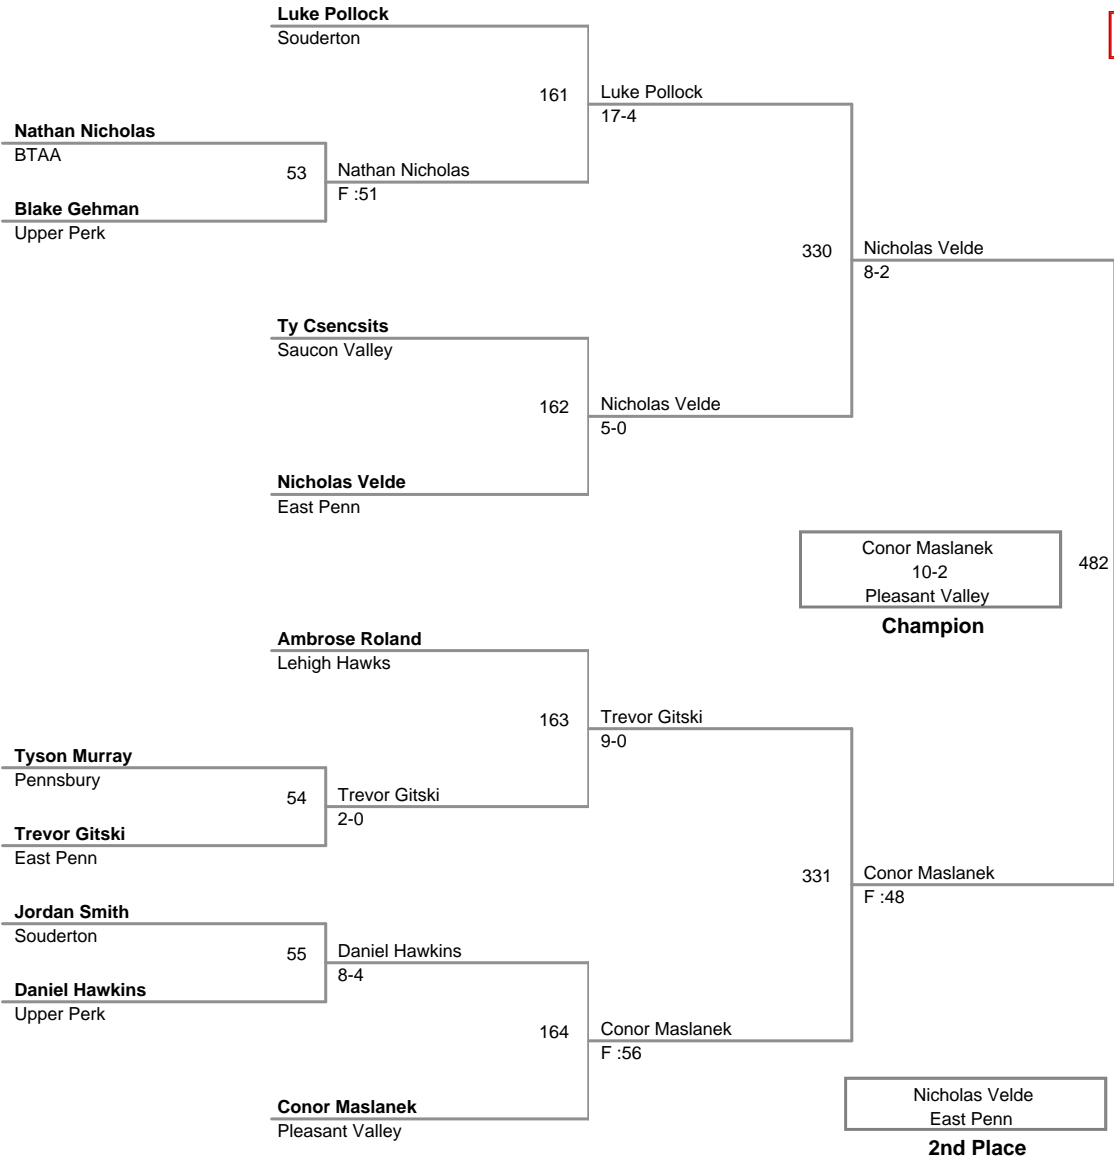 Luke Pollock
Souderton
161
Luke Pollock
17-4
Nathan Nicholas
BTAA
53
Nathan Nicholas
F :51
Blake Gehman
Upper Perk
330
Nicholas Velde
8-2
Ty Csencsits
Saucon Valley
162
Nicholas Velde
5-0
Nicholas Velde
East Penn
Conor Maslanek
10-2
Pleasant Valley
482
Champion
Ambrose Roland
Lehigh Hawks
163
Trevor Gitski
9-0
Tyson Murray
Pennsbury
54
Trevor Gitski
2-0
Trevor Gitski
East Penn
331
Conor Maslanek
F :48
Jordan Smith
Souderton
55
Daniel Hawkins
8-4
Daniel Hawkins
Upper Perk
164
Conor Maslanek
F :56
Conor Maslanek
Pleasant Valley
Nicholas Velde
East Penn
2nd Place